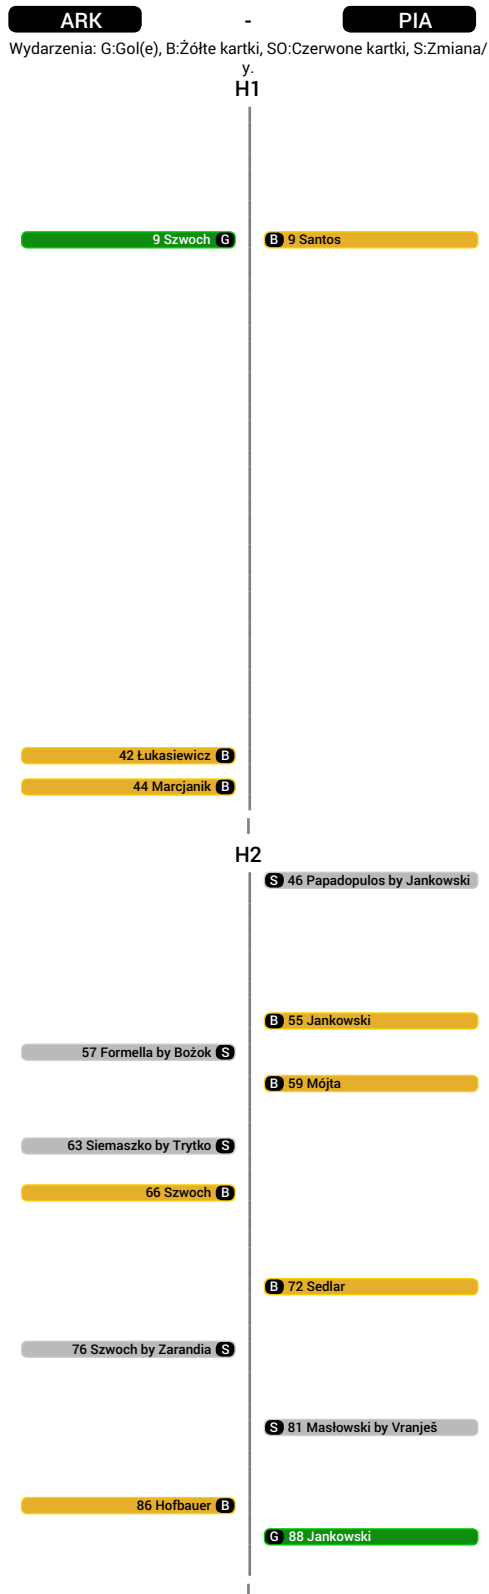 ARK - PIA
Wydarzenia: G:Gol(e), B:Żółte kartki, SO:Czerwone kartki, S:Zmiana/
y.
H1
9 Szwoch G
B 9 Santos
42 Łukasiewicz B
44 Marcjanik B
H2
S 46 Papadopulos by Jankowski
B 55 Jankowski
57 Formella by Bożok S
B 59 Mójta
63 Siemaszko by Trytko S
66 Szwoch B
B 72 Sedlar
76 Szwoch by Zarandia S
S 81 Masłowski by Vranješ
86 Hofbauer B
G 88 Jankowski